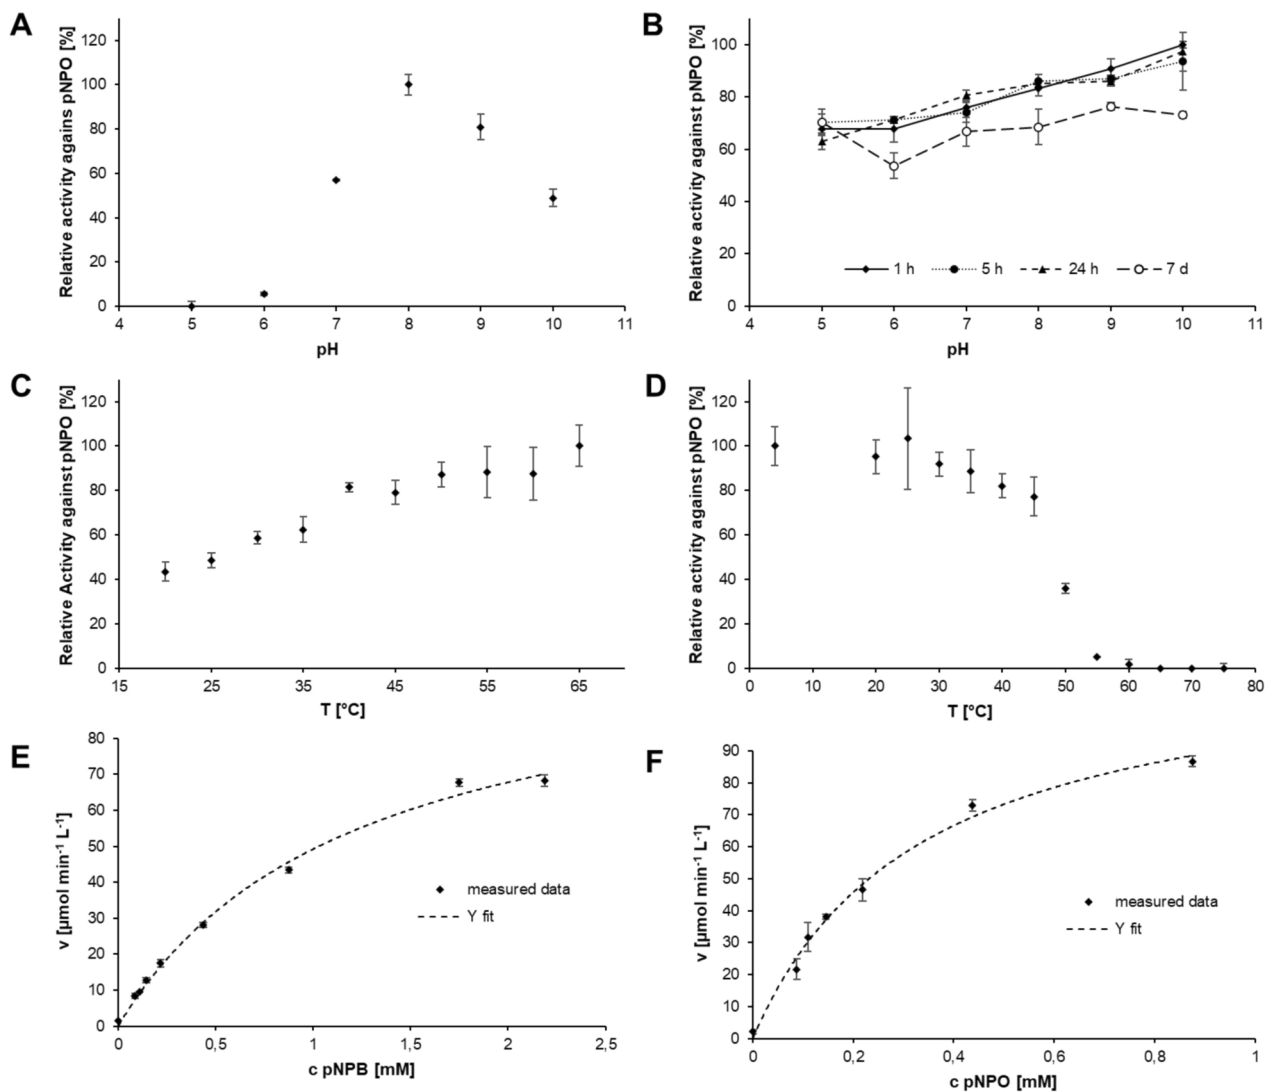 A
Relative activity against pNPO [%]
120
100
80
60
40
20
0
4 5 6 7 8 9 10 11
pH
B
Relative activity against pNPO [%]
100
80
60
40
20
0
1 h 5 h 24 h 7 d
4 5 6 7 8 9 10 11
pH
C
Relative Activity against pNPO [%]
120
100
80
60
40
20
0
15 25 35 45 55 65
T [°C]
D
Relative activity against pNPO [%]
120
100
80
60
40
20
0
0 10 20 30 40 50 60 70 80
T [°C]
E
v [µmol min-1 L-1]
80
70
60
50
40
30
20
10
0
measured data
Y fit
0 0,5 1 1,5 2 2,5
c pNPB [mM]
F
v [µmol min-1 L-1]
90
80
70
60
50
40
30
20
10
0
measured data
Y fit
0 0,2 0,4 0,6 0,8 1
c pNPO [mM]